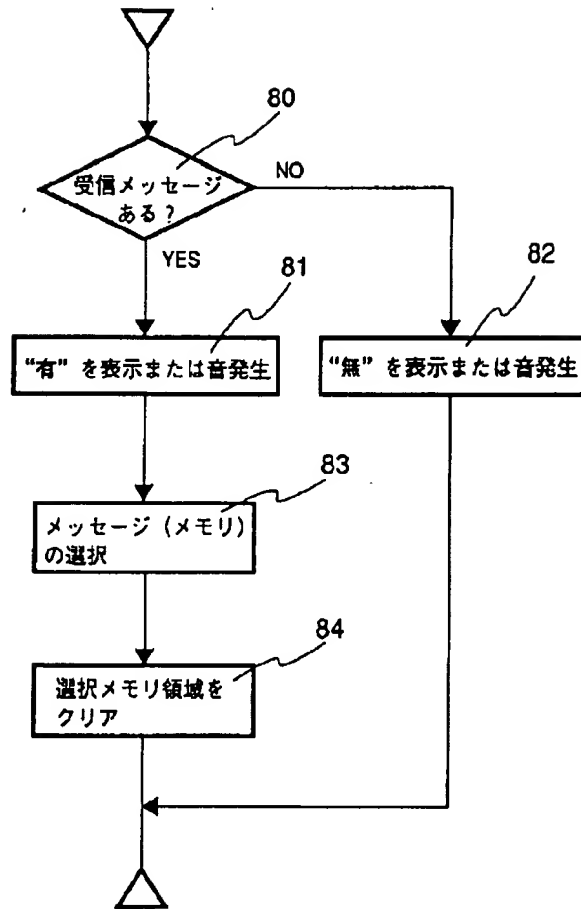 80
受信メッセージ
ある?
NO
YES
81
82
“有”を表示または音発生
“無”を表示または音発生
83
メッセージ(メモリ)
の選択
84
選択メモリ領域を
クリア